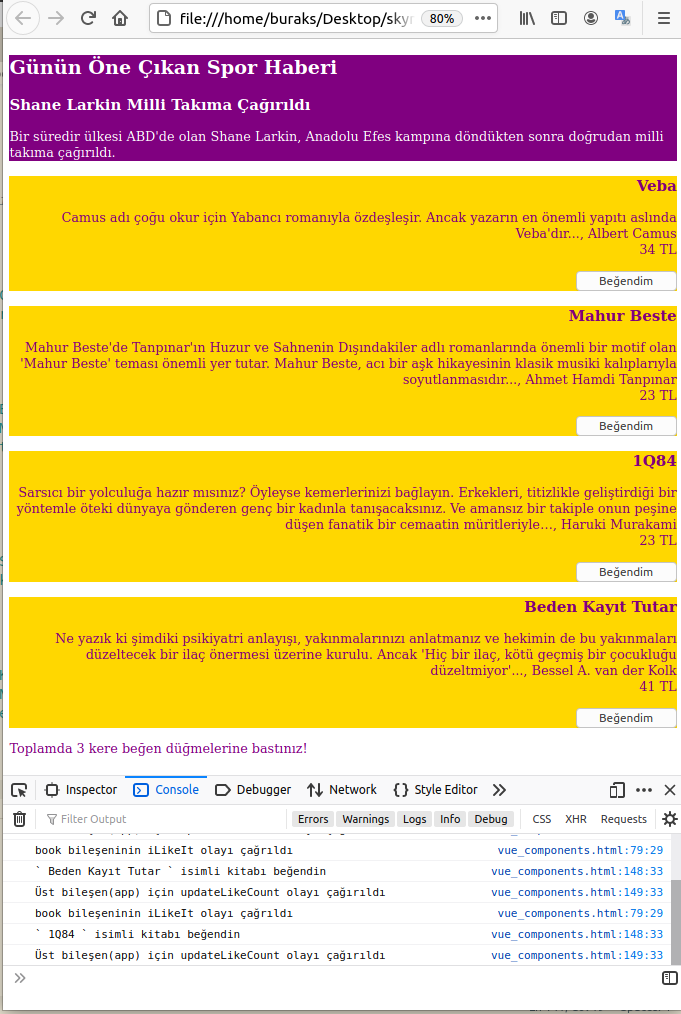 file:///home/buraks/Desktop/sky
80%
Günün Öne Çıkan Spor Haberi
Shane Larkin Milli Takıma Çağırıldı
Bir süredir ülkesi ABD'de olan Shane Larkin, Anadolu Efes kampına döndükten sonra doğrudan milli
takıma çağırıldı.
Veba
Camus adı çoğu okur için Yabancı romanıyla özdeşleşir. Ancak yazarın en önemli yapıtı aslında
Veba'dır..., Albert Camus
34 TL
Beğendim
Mahur Beste
Mahur Beste'de Tanpınar'ın Huzur ve Sahnenin Dışındakiler adlı romanlarında önemli bir motif olan
'Mahur Beste' teması önemli yer tutar. Mahur Beste, acı bir aşk hikayesinin klasik musiki kalıplarıyla
soyutlanmasıdır..., Ahmet Hamdi Tanpınar
23 TL
Beğendim
1Q84
Sarsıcı bir yolculuğa hazır mısınız? Öyleyse kemerlerinizi bağlayın. Erkekleri, titizlikle geliştirdiği bir
yöntemle öteki dünyaya gönderen genç bir kadınla tanışacaksınız. Ve amansız bir takiple onun peşine
düşen fanatik bir cemaatin müritleriyle..., Haruki Murakami
23 TL
Beğendim
Beden Kayıt Tutar
Ne yazık ki şimdiki psikiyatri anlayışı, yakınmalarınızı anlatmanız ve hekimin de bu yakınmaları
düzeltecek bir ilaç önermesi üzerine kurulu. Ancak 'Hiç bir ilaç, kötü geçmiş bir çocukluğu
düzeltmiyor'..., Bessel A. van der Kolk
41 TL
Beğendim
Toplamda 3 kere beğen düğmelerine bastınız!
Inspector Console Debugger Network Style Editor
Filter Output Errors Warnings Logs Info Debug CSS XHR Requests
book bileşeninin iLikeIt olayı çağrıldı vue_components.html:79:29
` Beden Kayıt Tutar ` isimli kitabı beğendin vue_components.html:148:33
Üst bileşen(app) için updateLikeCount olayı çağırıldı vue_components.html:149:33
book bileşeninin iLikeIt olayı çağrıldı vue_components.html:79:29
` 1Q84 ` isimli kitabı beğendin vue_components.html:148:33
Üst bileşen(app) için updateLikeCount olayı çağırıldı vue_components.html:149:33